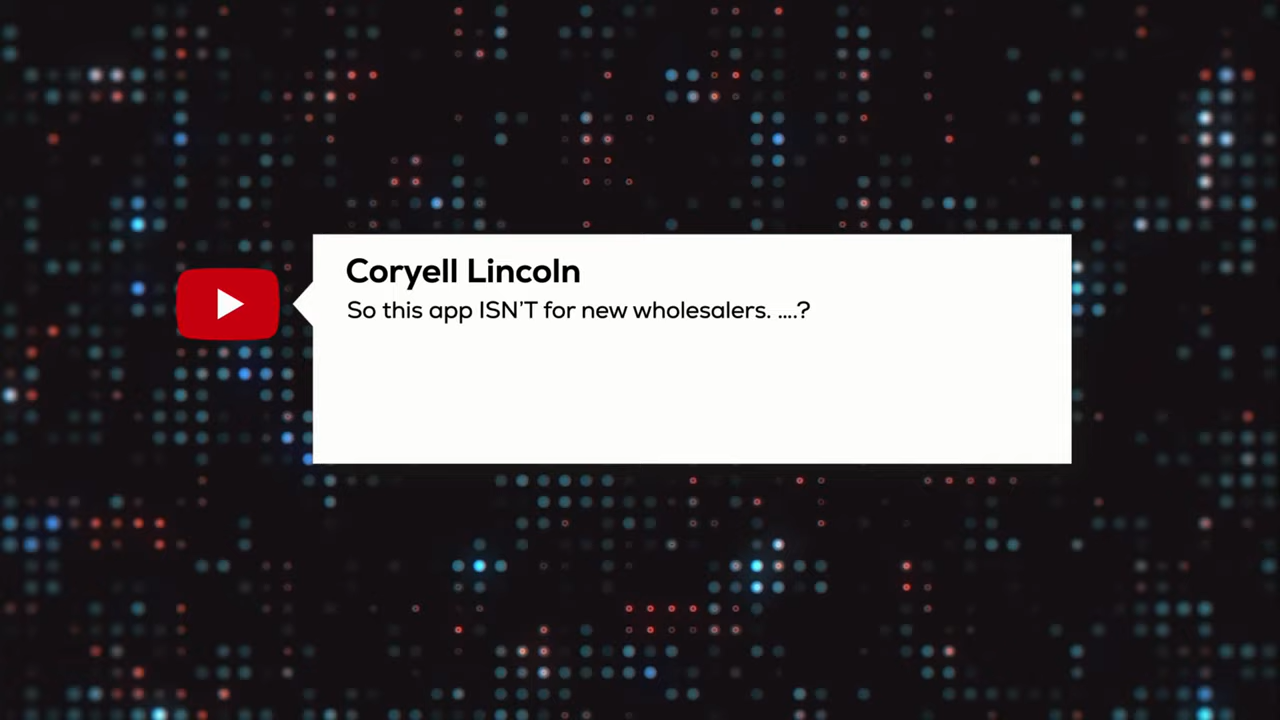 Coryell Lincoln
So this app ISN’T for new wholesalers. ....?